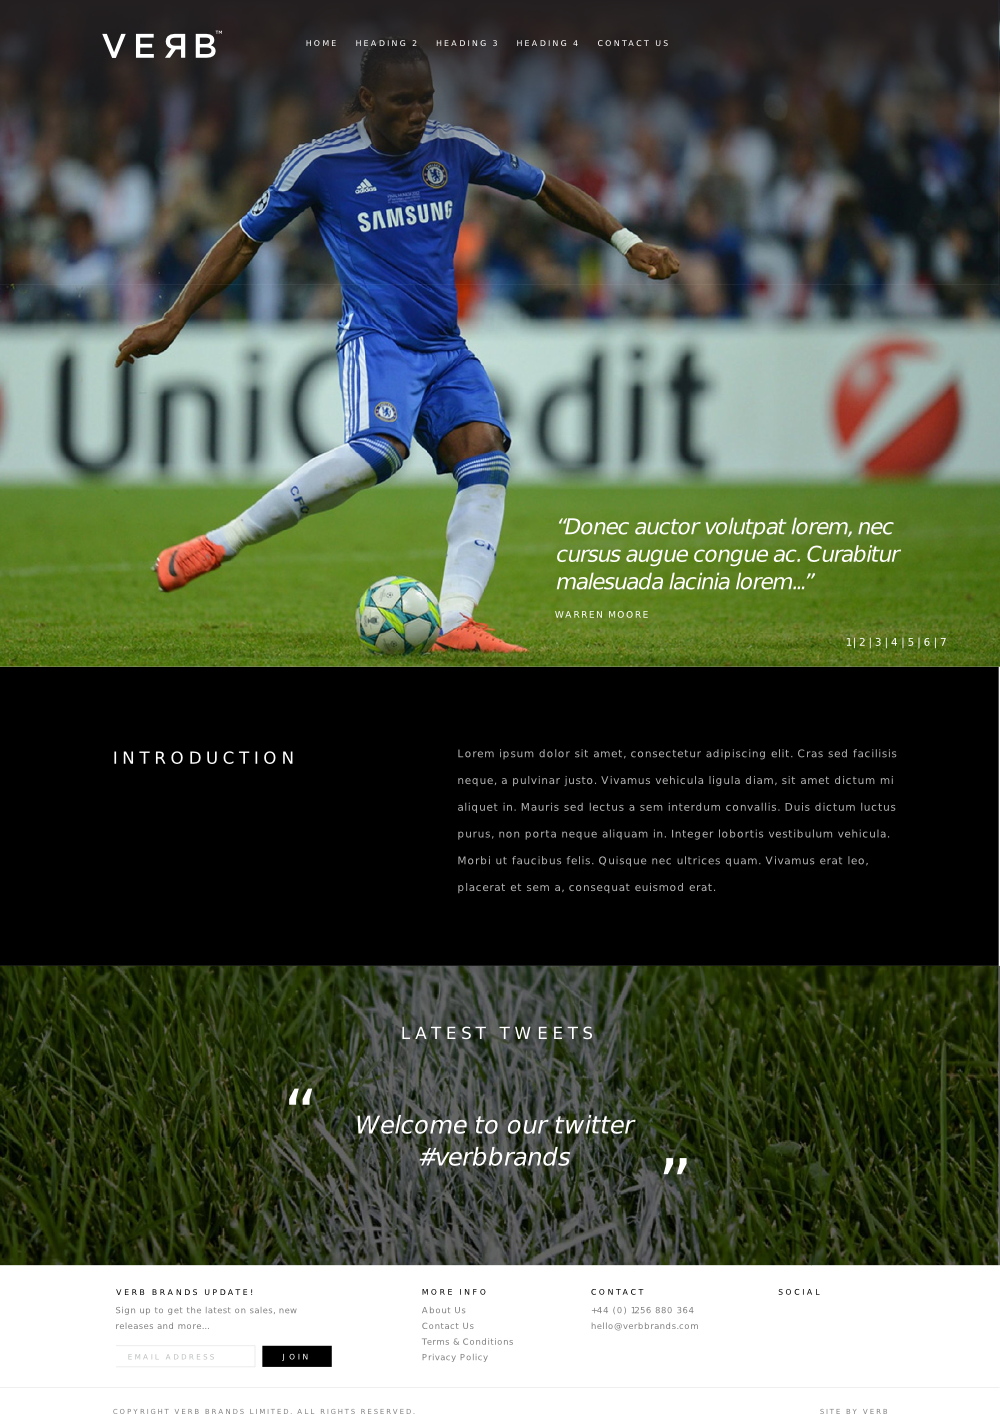 VERB™
HOME HEADING 2 HEADING 3 HEADING 4 CONTACT US
adidas
SAMSUNG
UniCredit
CFC
“Donec auctor volutpat lorem, nec
cursus augue congue ac. Curabitur
malesuada lacinia lorem...”
WARREN MOORE
1|2|3|4|5|6|7
INTRODUCTION
Lorem ipsum dolor sit amet, consectetur adipiscing elit. Cras sed facilisis
neque, a pulvinar justo. Vivamus vehicula ligula diam, sit amet dictum mi
aliquet in. Mauris sed lectus a sem interdum convallis. Duis dictum luctus
purus, non porta neque aliquam in. Integer lobortis vestibulum vehicula.
Morbi ut faucibus felis. Quisque nec ultrices quam. Vivamus erat leo,
placerat et sem a, consequat euismod erat.
LATEST TWEETS
“Welcome to our twitter
#verbbrands”
VERB BRANDS UPDATE!
Sign up to get the latest on sales, new
releases and more...
EMAIL ADDRESS
JOIN
MORE INFO
About Us
Contact Us
Terms & Conditions
Privacy Policy
CONTACT
+44 (0) 1256 880 364
hello@verbbrands.com
SOCIAL
COPYRIGHT VERB BRANDS LIMITED. ALL RIGHTS RESERVED.
SITE BY VERB